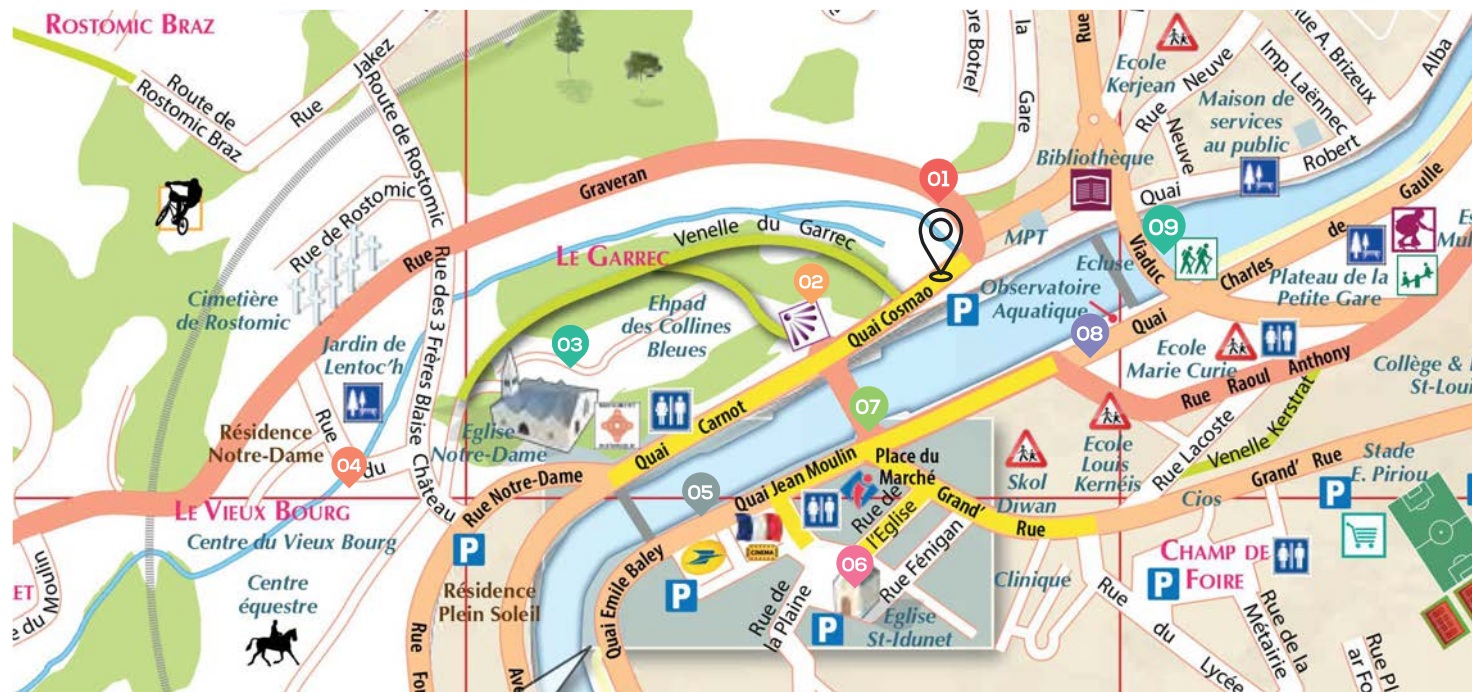 ROSTOMIC BRAZ
Route de
Rostomic Braz
Rue Jakez
Route de Rostomic
Rue de Rostomic
Rue des 3 Frères Blaise
Château
Cimetière
de Rostomic
Jardin de
Lentoc'h
Résidence
Notre-Dame
Rue du
04
LE VIEUX BOURG
Centre du Vieux Bourg
Centre
équestre
Moulin
Rue Graveran
Venelle du Garrec
LE GARREC
Ehpad
des Collines
Bleues
01
02
03
Eglise
Notre-Dame
Quai Carnot
Quai Cosmao
Rue Notre-Dame
P
Résidence
Plein Soleil
Quai Emile Baley
05
Quai Jean Moulin
07
Place du
Marché
CINEMA
P
Rue de
l'Eglise
06
Rue Fénigan
Rue de
la Plaine
P
Eglise
St-Idunet
Grand' Rue
Skol
Diwan
Clinique
la Gare
Rue
MPT
Bibliothèque
Ecole
Kerjean
Rue Neuve
Neuve
Imp. Laënnec
Rue A. Brizeux
Maison de
services
au public
Quai Robert Alba
Viaduc
09
Ecluse
P
Observatoire
Aquatique
08
Quai Charles de Gaulle
Plateau de la
Petite Gare
Ecole
Marie Curie
Rue Raoul Anthony
Collège &
St-Lou
Ecole
Louis
Kernéis
Rue Lacoste
Venelle Kerstrat
Grand' Rue
Cios
Stade
E. Piriou
P
CHAMP DE
FOIRE
P
Rue du Lycée
Rue de la
Métairie